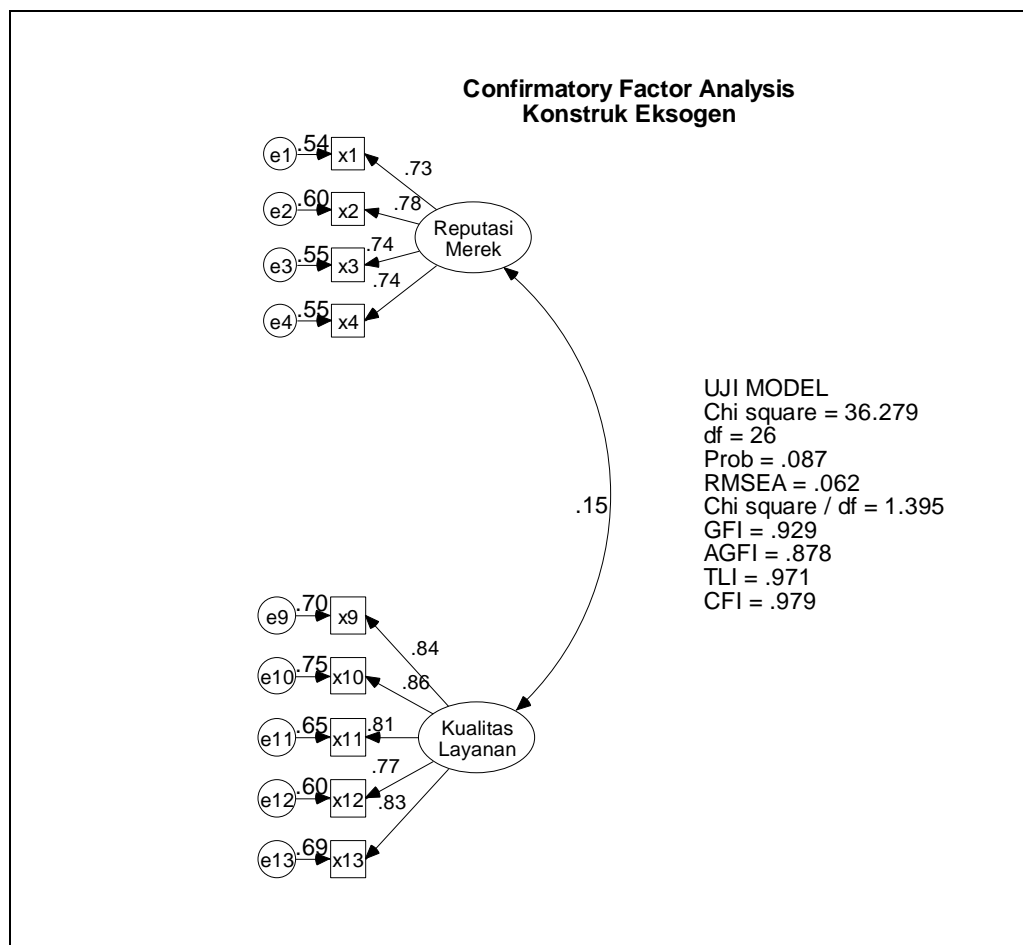 Confirmatory Factor Analysis
Konstruk Eksogen
e1 .54 x1 .73
e2 .60 x2 .78
Reputasi
Merek
e3 .55 x3 .74
e4 .55 x4 .74
UJI MODEL
Chi square = 36.279
df = 26
Prob = .087
RMSEA = .062
Chi square / df = 1.395
GFI = .929
AGFI = .878
TLI = .971
CFI = .979
.15
e9 .70 x9 .84
e10 .75 x10 .86
e11 .65 x11 .81
Kualitas
Layanan
e12 .60 x12 .77
e13 .69 x13 .83